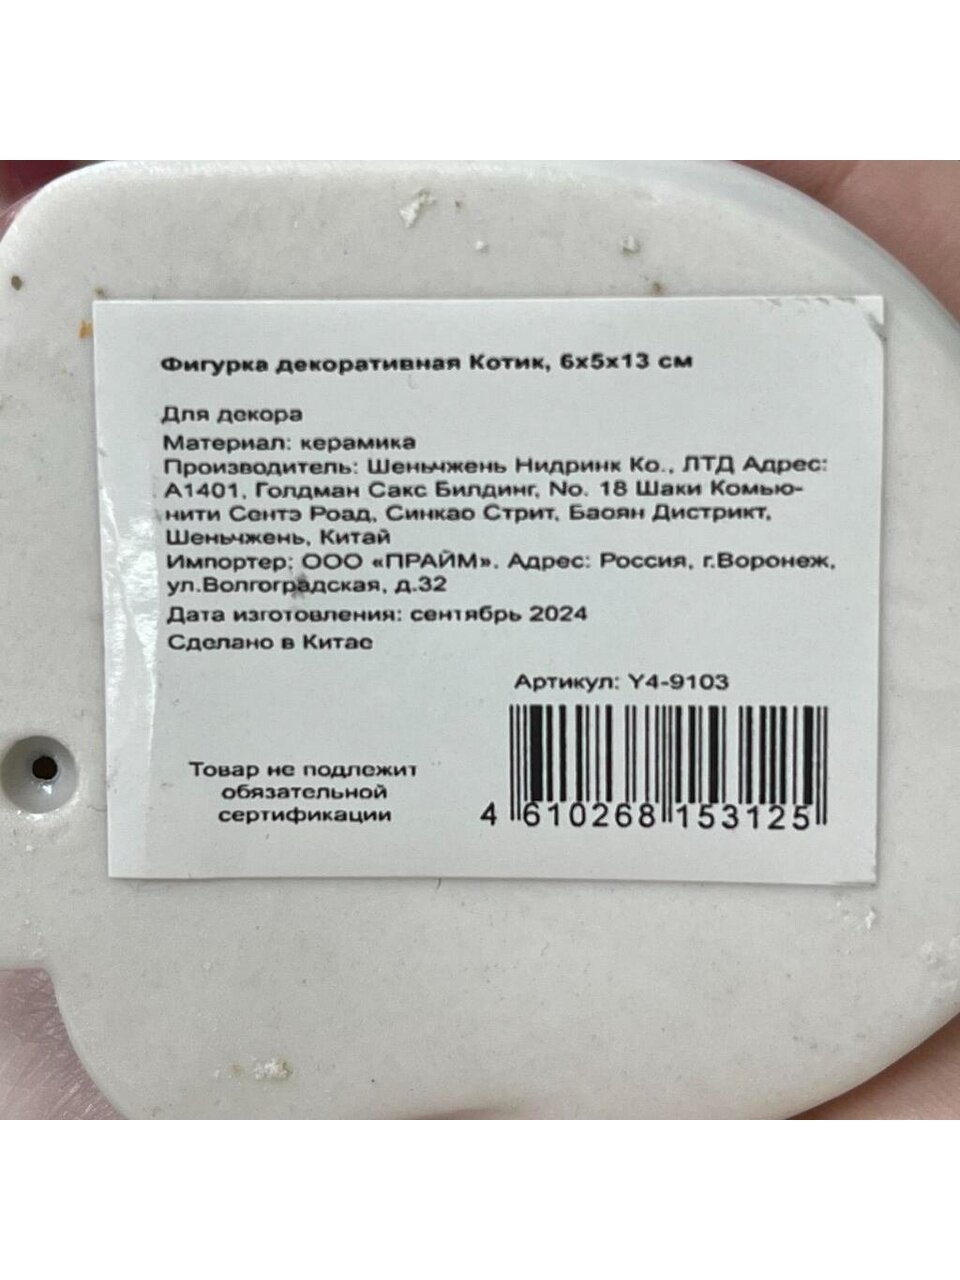 Фигурка декоративная Котик, 6х5х13 см
Для декора
Материал: керамика
Производитель: Шеньчжень Нидринк Ко., ЛТД Адрес:
А1401, Голдман Сакс Билдинг, No. 18 Шаки Комью-
нити Сентэ Роад, Синкао Стрит, Баоян Дистрикт,
Шеньчжень, Китай
Импортер: ООО «ПРАЙМ». Адрес: Россия, г.Воронеж,
ул.Волгоградская, д.32
Дата изготовления: сентябрь 2024
Сделано в Китае
Артикул: Y4-9103
Товар не подлежит
обязательной
сертификации
4 610268 153125